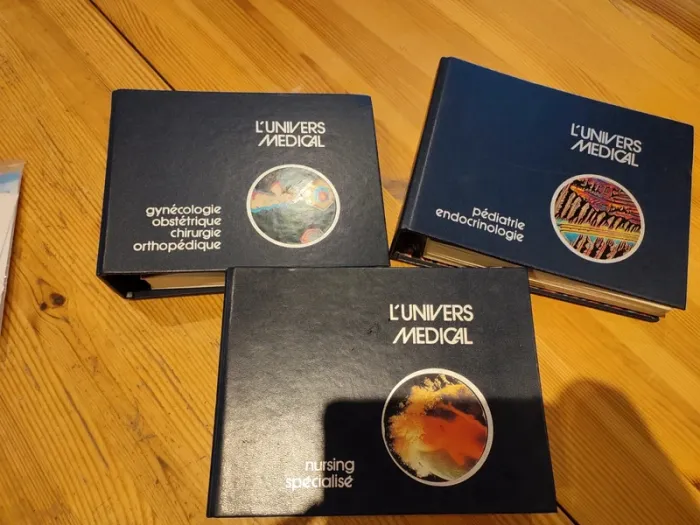 L'UNIVERS
MEDICAL
gynécologie
obstétrique
chirurgie
orthopédique
L'UNIVERS
MEDICAL
pédiatrie
endocrinologie
L'UNIVERS
MEDICAL
nursing
spécialisé